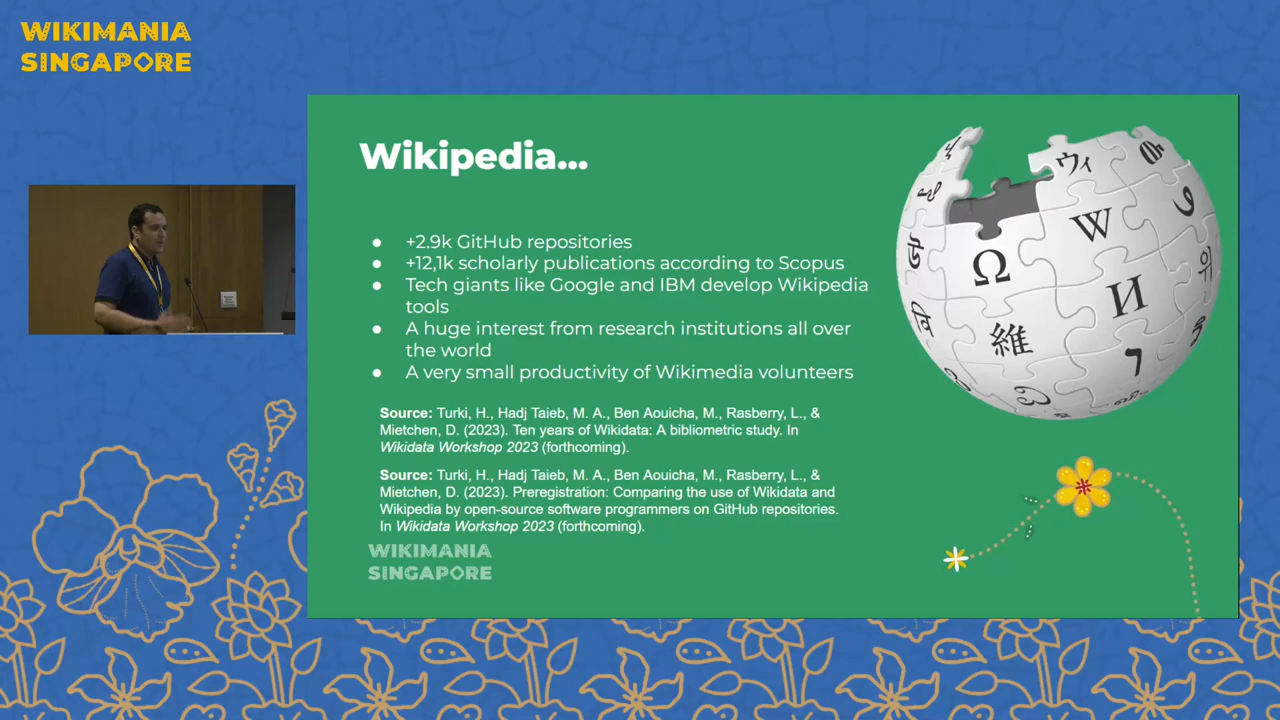 WIKIMANIA
SINGAPORE
Wikipedia...
● +2.9k GitHub repositories
● +12,1k scholarly publications according to Scopus
● Tech giants like Google and IBM develop Wikipedia
tools
● A huge interest from research institutions all over
the world
● A very small productivity of Wikimedia volunteers
Source: Turki, H., Hadj Taieb, M. A., Ben Aouicha, M., Rasberry, L., &
Mietchen, D. (2023). Ten years of Wikidata: A bibliometric study. In
Wikidata Workshop 2023 (forthcoming).
Source: Turki, H., Hadj Taieb, M. A., Ben Aouicha, M., Rasberry, L., &
Mietchen, D. (2023). Preregistration: Comparing the use of Wikidata and
Wikipedia by open-source software programmers on GitHub repositories.
In Wikidata Workshop 2023 (forthcoming).
WIKIMANIA
SINGAPORE
ウィ
W
Ω
И
維
위